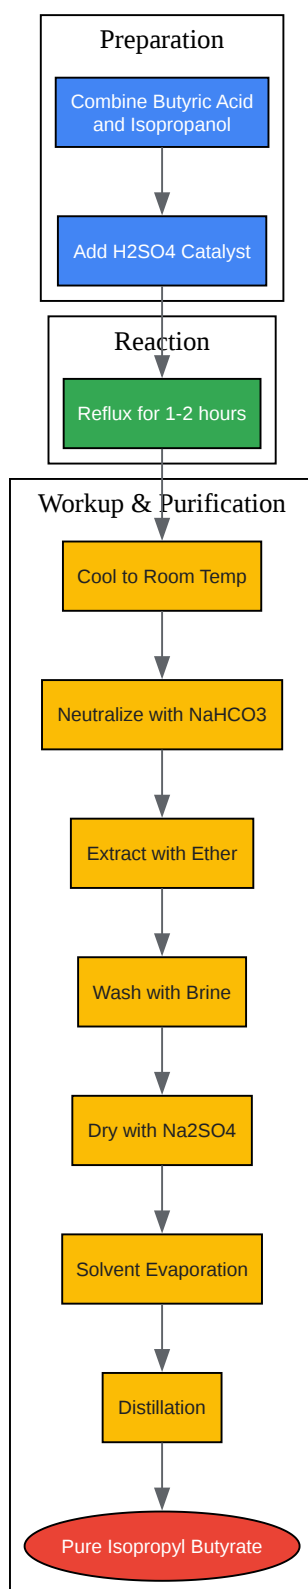 Preparation
Combine Butyric Acid
and Isopropanol
Add H2SO4 Catalyst
Reaction
Reflux for 1-2 hours
Workup & Purification
Cool to Room Temp
Neutralize with NaHCO3
Extract with Ether
Wash with Brine
Dry with Na2SO4
Solvent Evaporation
Distillation
Pure Isopropyl Butyrate